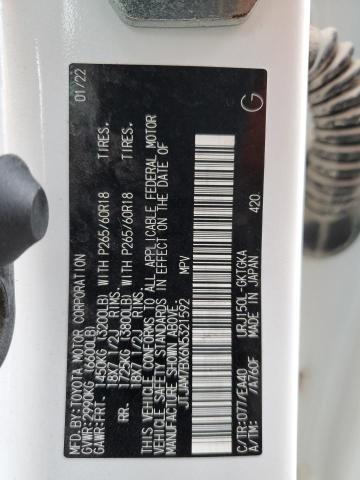 MFD.BY: TOYOTA MOTOR CORPORATION 01/22
GVWR: 2990KG (6600LB)
GAWR:FRT. 1450KG (3200LB) WITH P265/60R18 TIRES.
18X7 1/2J RIMS,
RR. 1725KG (3800LB) WITH P265/60R18 TIRES.
18X7 1/2J RIMS,
THIS VEHICLE CONFORMS TO ALL APPLICABLE FEDERAL MOTOR
VEHICLE SAFETY STANDARDS IN EFFECT ON THE DATE OF
MANUFACTURE SHOWN ABOVE.
JTJAM7BX6N5321592 MPV
C/TR:077/EA40 URJ150L-GKTGKA 420
A/TM: /A760F MADE IN JAPAN G